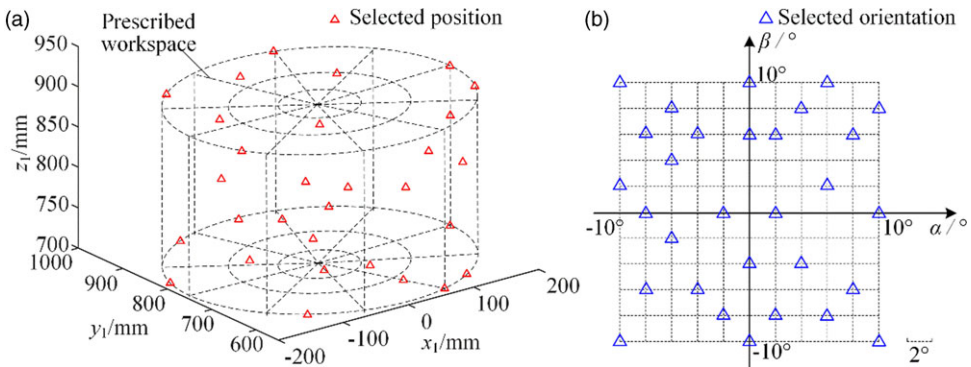 (a)
Prescribed workspace
Selected position
950
900
850
800
750
700
z₁/mm
1000
900
800
700
600
y₁/mm
-200
-100
0
100
200
x₁/mm
(b)
Selected orientation
β/°
10°
-10°
10°
α/°
-10°
2°